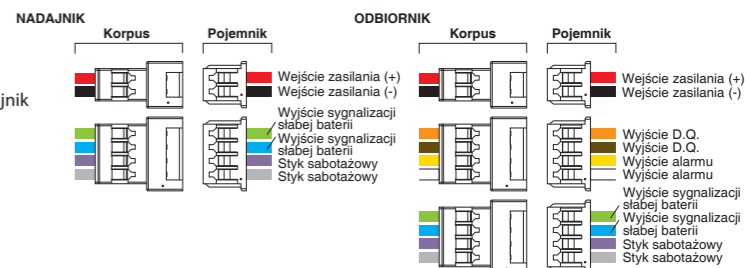 NADAJNIK
Korpus
Pojemnik
jnik
Wejście zasilania (+)
Wejście zasilania (-)
Wyjście sygnalizacji
słabej baterii
Wyjście sygnalizacji
słabej baterii
Styk sabotażowy
Styk sabotażowy
ODBIORNIK
Korpus
Pojemnik
Wejście zasilania (+)
Wejście zasilania (-)
Wyjście D.Q.
Wyjście D.Q.
Wyjście alarmu
Wyjście alarmu
Wyjście sygnalizacji
słabej baterii
Wyjście sygnalizacji
słabej baterii
Styk sabotażowy
Styk sabotażowy